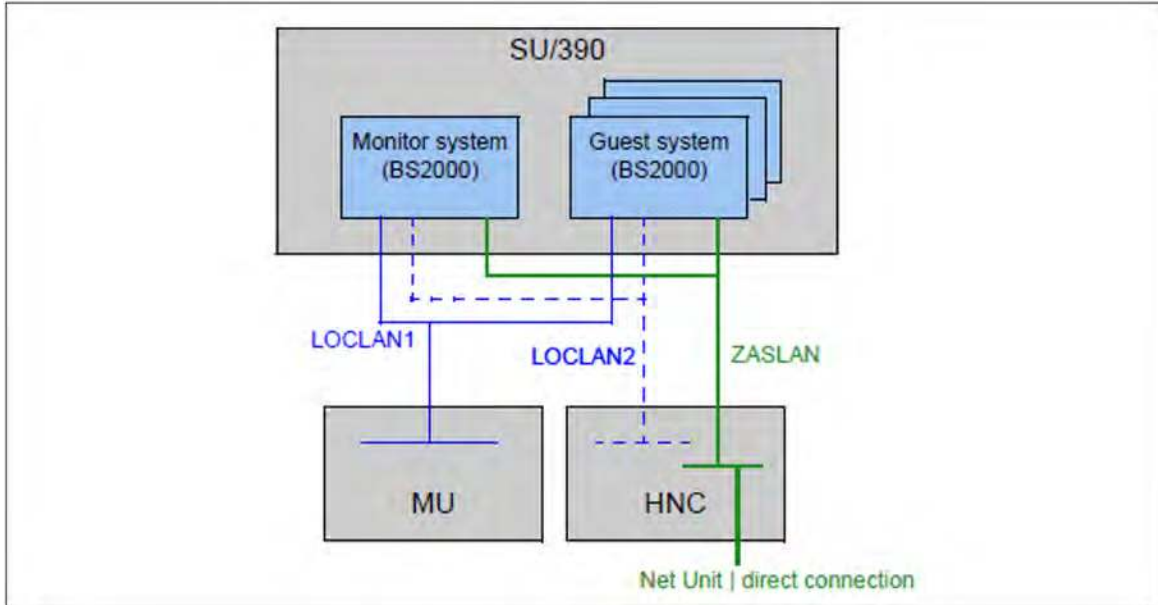 SU/390
Monitor system
(BS2000)
Guest system
(BS2000)
LOCLAN1
LOCLAN2
ZASLAN
MU
HNC
Net Unit | direct connection